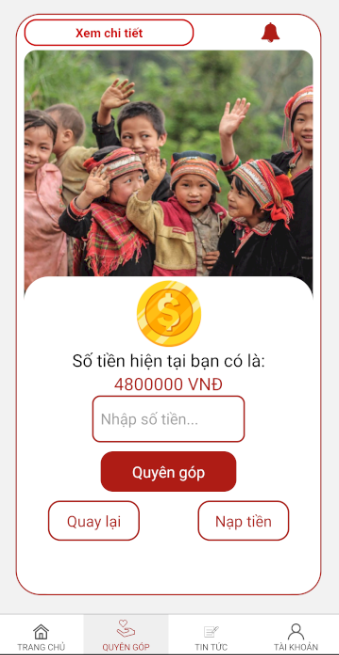 Xem chi tiết
$
Số tiền hiện tại bạn có là:
4800000 VNĐ
Nhập số tiền...
Quyên góp
Quay lại
Nạp tiền
TRANG CHỦ
QUYÊN GÓP
TIN TỨC
TÀI KHOẢN